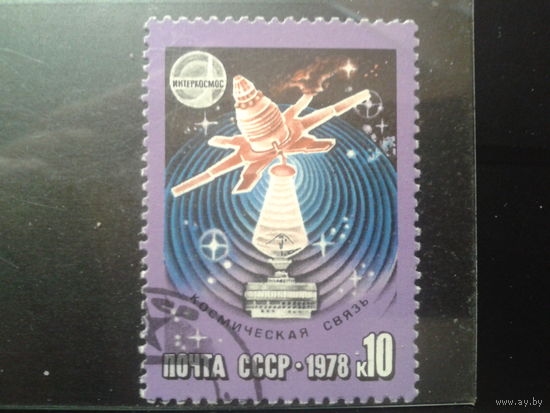 ИНТЕРКОСМОС
КОСМИЧЕСКАЯ СВЯЗЬ
ПОЧТА СССР • 1978 К10
www.ay.by